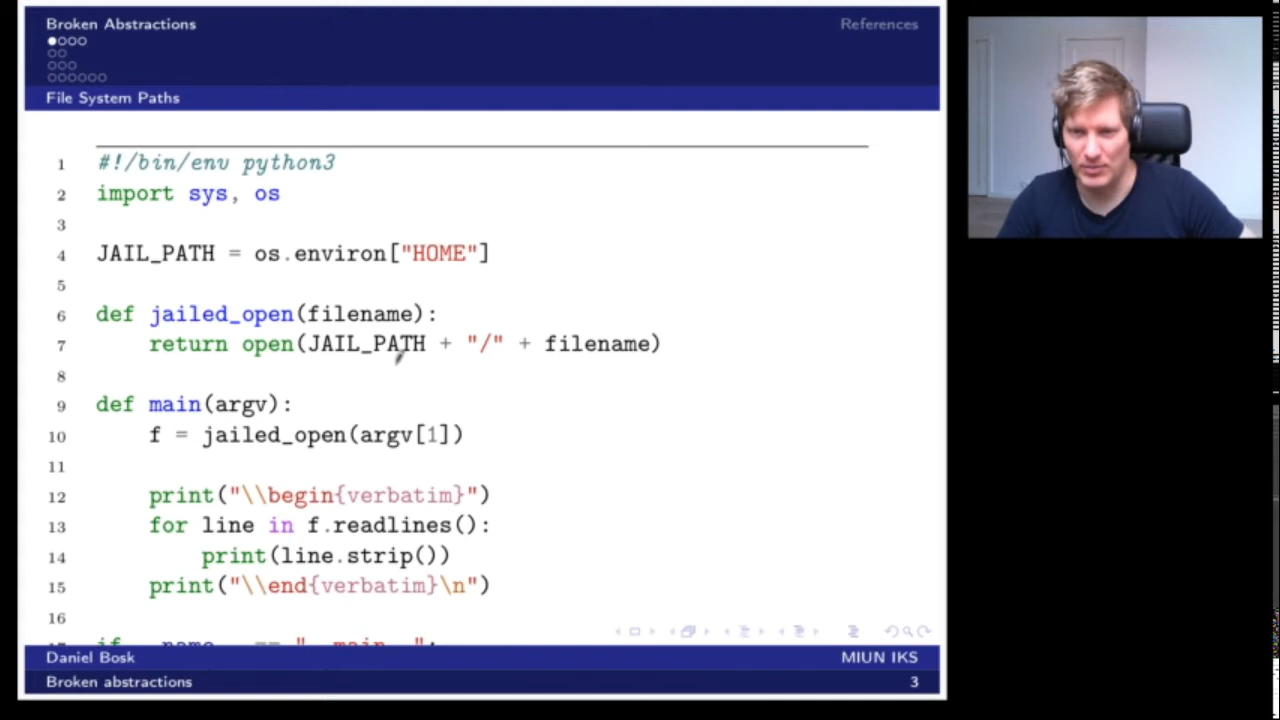 Broken Abstractions
References
File System Paths
1 #!/bin/env python3
2 import sys, os
3
4 JAIL_PATH = os.environ["HOME"]
5
6 def jailed_open(filename):
7 return open(JAIL_PATH + "/" + filename)
8
9 def main(argv):
10 f = jailed_open(argv[1])
11
12 print("\\begin{verbatim}")
13 for line in f.readlines():
14 print(line.strip())
15 print("\\end{verbatim}\n")
16
Daniel Bosk
MIUN IKS
Broken abstractions
3